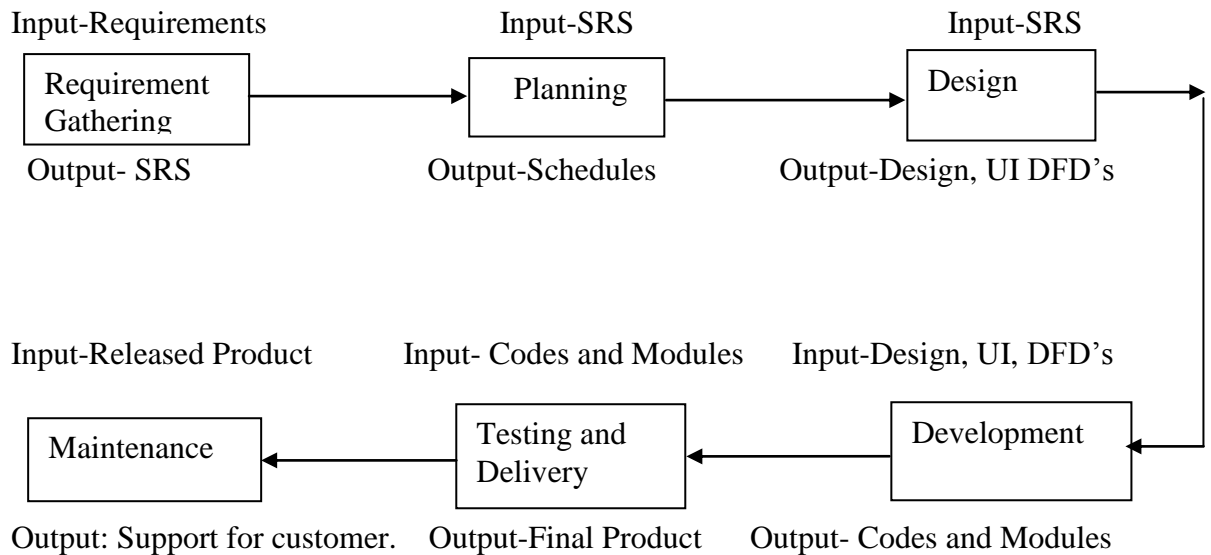 Input-Requirements
Input-SRS
Input-SRS
Requirement
Gathering
Planning
Design
Output- SRS
Output-Schedules
Output-Design, UI DFD’s
Input-Released Product
Input- Codes and Modules
Input-Design, UI, DFD’s
Maintenance
Testing and
Delivery
Development
Output: Support for customer.
Output-Final Product
Output- Codes and Modules